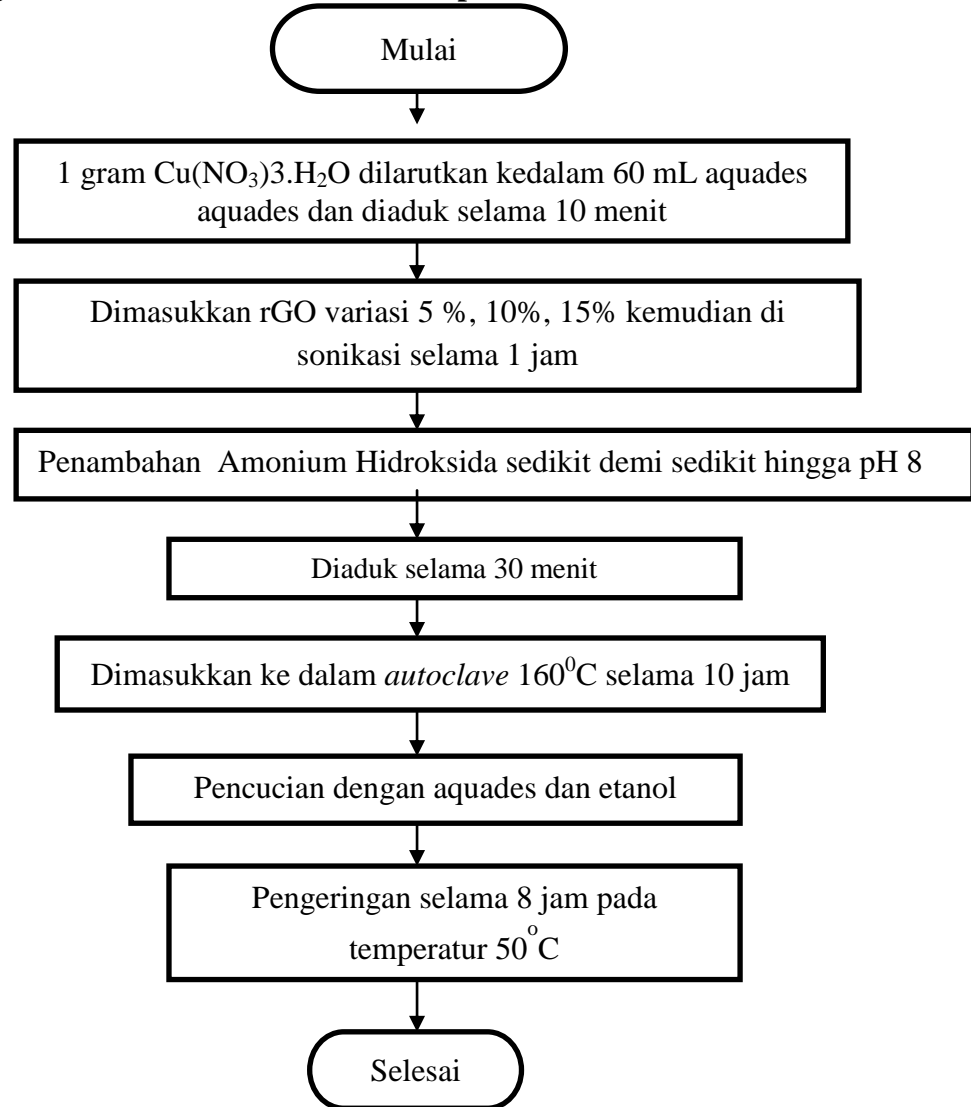 Mulai
1 gram Cu(NO₃)3.H₂O dilarutkan kedalam 60 mL aquades
aquades dan diaduk selama 10 menit
Dimasukkan rGO variasi 5 %, 10%, 15% kemudian di
sonikasi selama 1 jam
Penambahan Amonium Hidroksida sedikit demi sedikit hingga pH 8
Diaduk selama 30 menit
Dimasukkan ke dalam autoclave 160⁰C selama 10 jam
Pencucian dengan aquades dan etanol
Pengeringan selama 8 jam pada
temperatur 50°C
Selesai